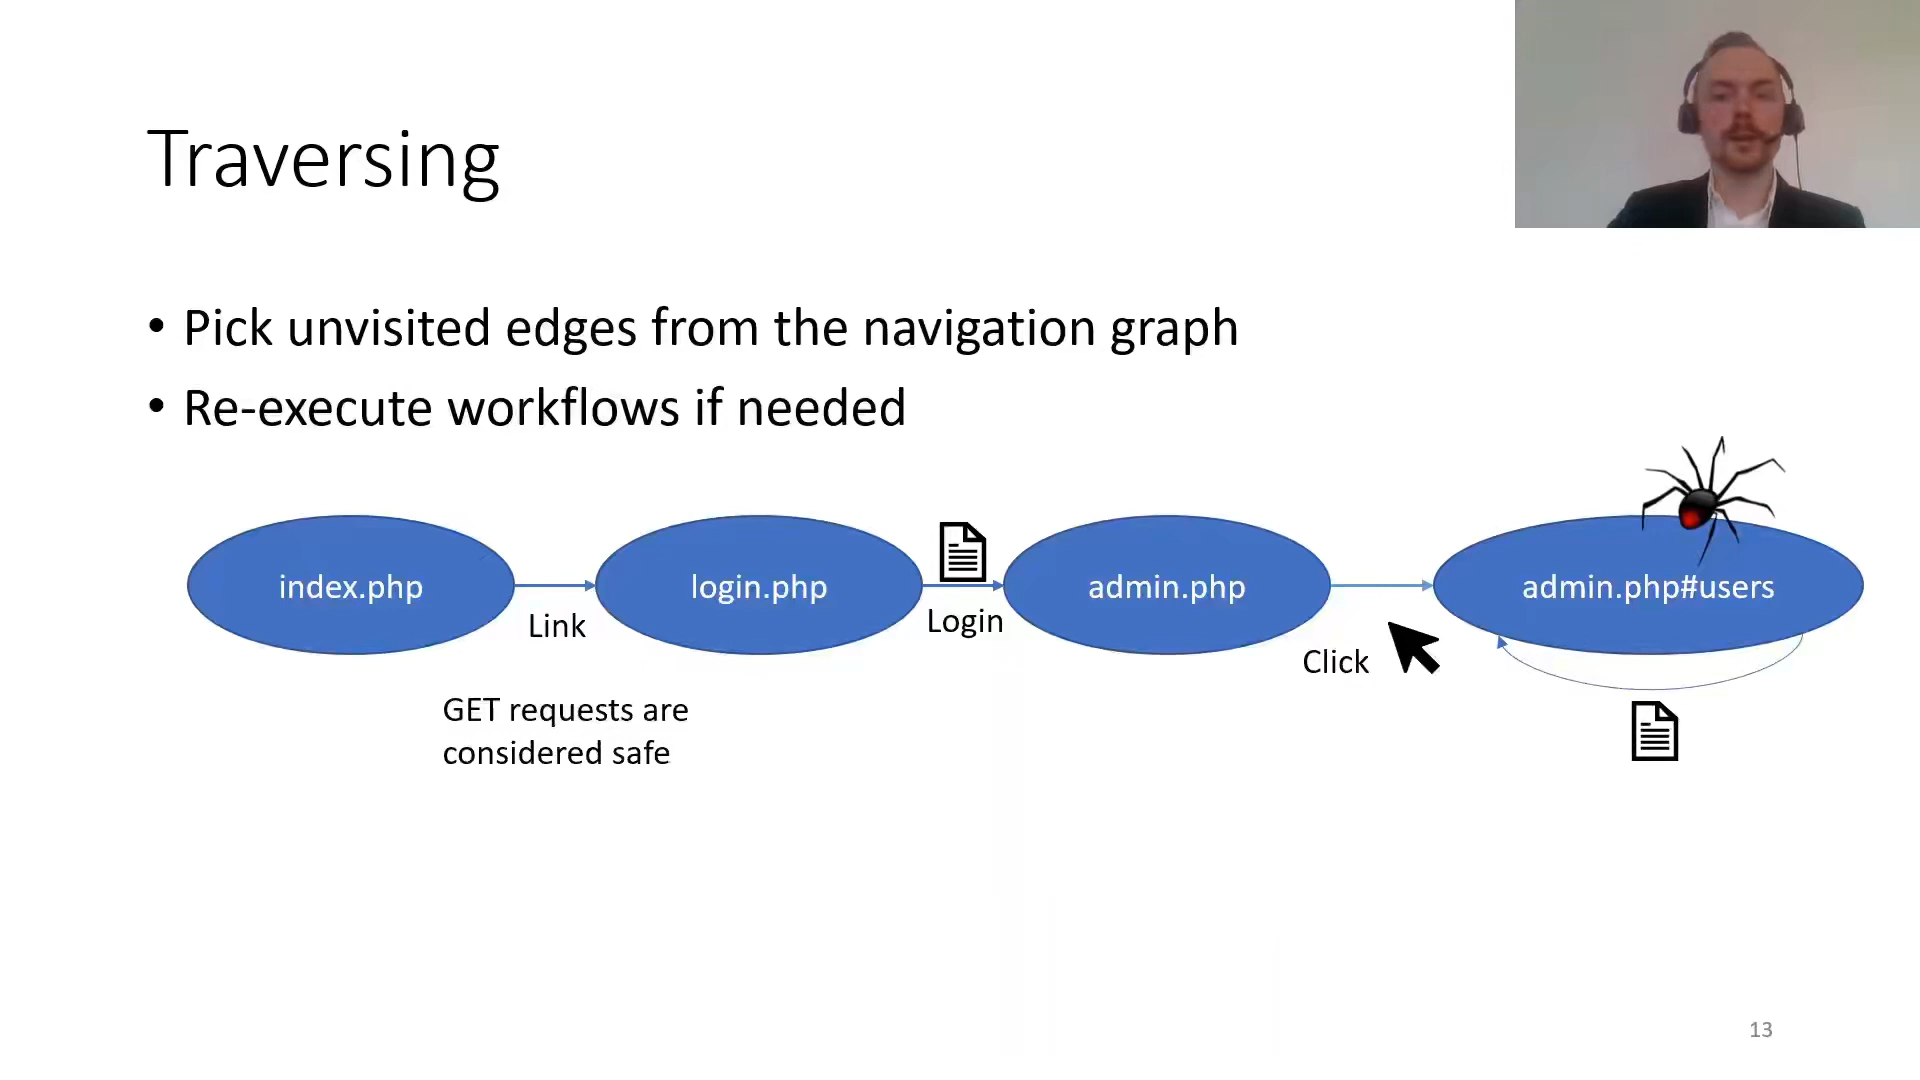 Traversing
• Pick unvisited edges from the navigation graph
• Re-execute workflows if needed
index.php
Link
login.php
Login
admin.php
Click
admin.php#users
GET requests are
considered safe
13